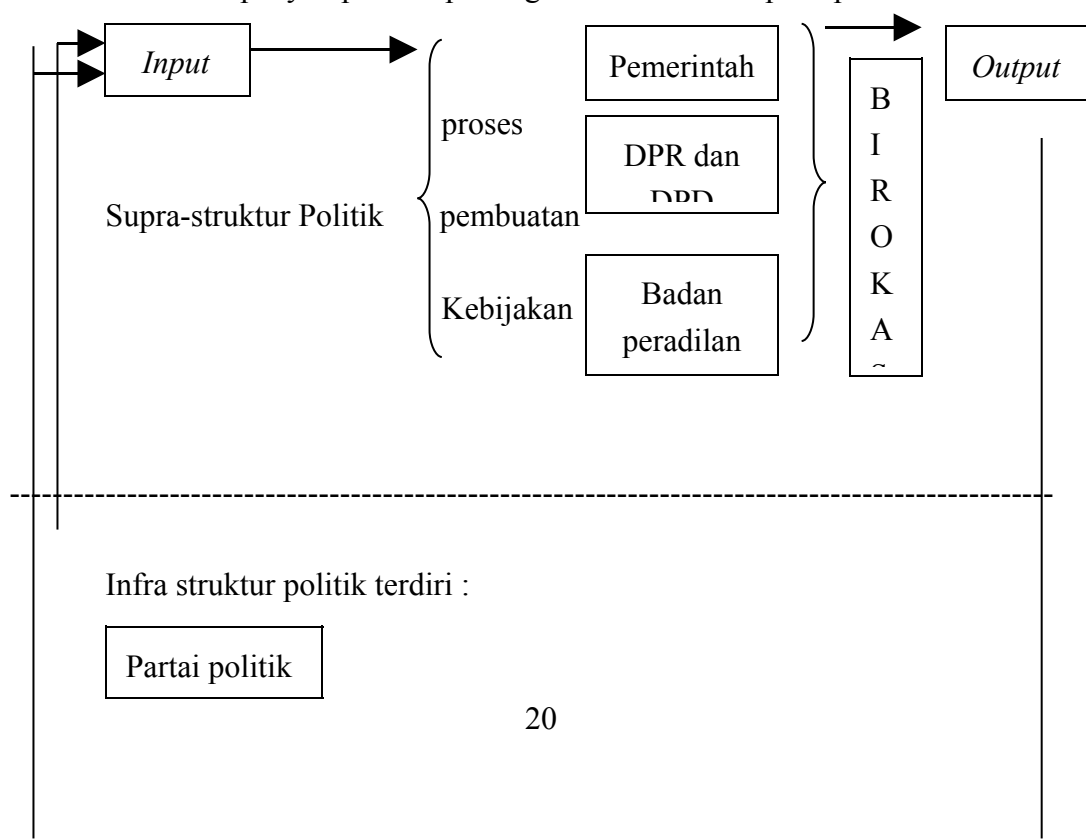 Input
Pemerintah
Output
proses
DPR dan
DPD
Supra-struktur Politik
pembuatan
Kebijakan
Badan
peradilan
B
I
R
O
K
A
Infra struktur politik terdiri :
Partai politik
20